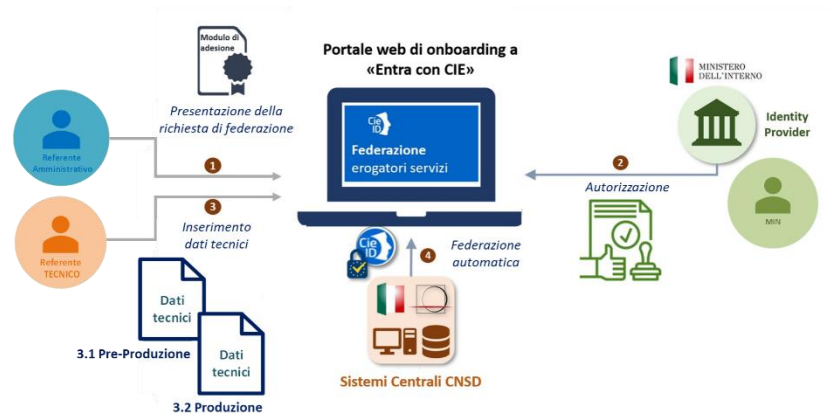 Modulo di
adesione
Portale web di onboarding a
«Entra con CIE»
MINISTERO
DELL'INTERNO
Presentazione della
richiesta di federazione
Cie
ID
Federazione
erogatori servizi
Identity
Provider
Referente
Amministrativo
1
2
Autorizzazione
MIN
3
Inserimento
dati tecnici
Referente
TECNICO
Cie
ID
4
Federazione
automatica
Dati
tecnici
3.1 Pre-Produzione
Dati
tecnici
3.2 Produzione
Sistemi Centrali CNSD